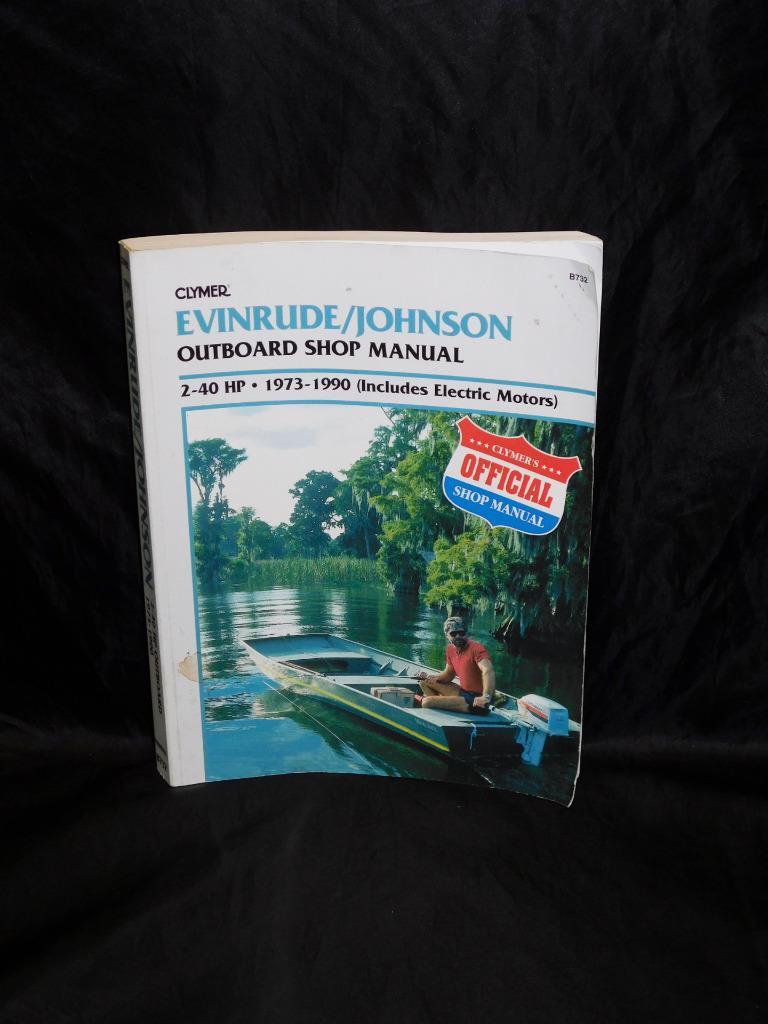 B732
CLYMER®
EVINRUDE/JOHNSON
OUTBOARD SHOP MANUAL
2-40 HP • 1973-1990 (Includes Electric Motors)
★★★ CLYMER'S ★★★
OFFICIAL
SHOP MANUAL
EVINRUDE/JOHNSON